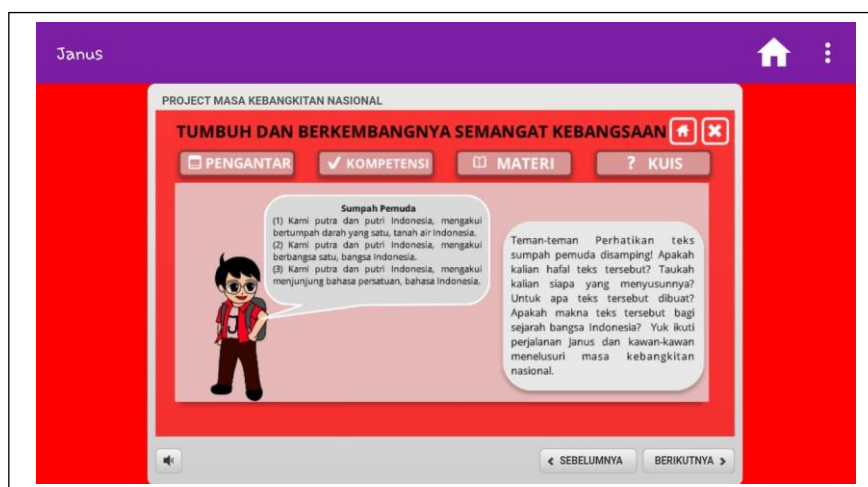 Janus
PROJECT MASA KEBANGKITAN NASIONAL
TUMBUH DAN BERKEMBANGNYA SEMANGAT KEBANGSAAN
PENGANTAR
KOMPETENSI
MATERI
? KUIS
Sumpah Pemuda
(1) Kami putra dan putri Indonesia, mengakui
bertumpah darah yang satu, tanah air Indonesia.
(2) Kami putra dan putri Indonesia, mengakui
berbangsa satu, bangsa Indonesia.
(3) Kami putra dan putri Indonesia, mengakui
menjunjung bahasa persatuan, bahasa Indonesia.
Teman-teman Perhatikan teks
sumpah pemuda disamping! Apakah
kalian hafal teks tersebut? Taukah
kalian siapa yang menyusunnya?
Untuk apa teks tersebut dibuat?
Apakah makna teks tersebut bagi
sejarah bangsa Indonesia? Yuk ikuti
perjalanan Janus dan kawan-kawan
menelusuri masa kebangkitan
nasional.
J
SEBELUMNYA
BERIKUTNYA